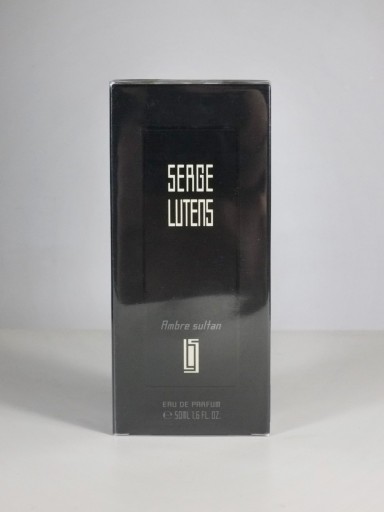 SERGE
LUTENS
Ambre sultan
EAU DE PARFUM
℮50ML 1.6 FL. OZ.